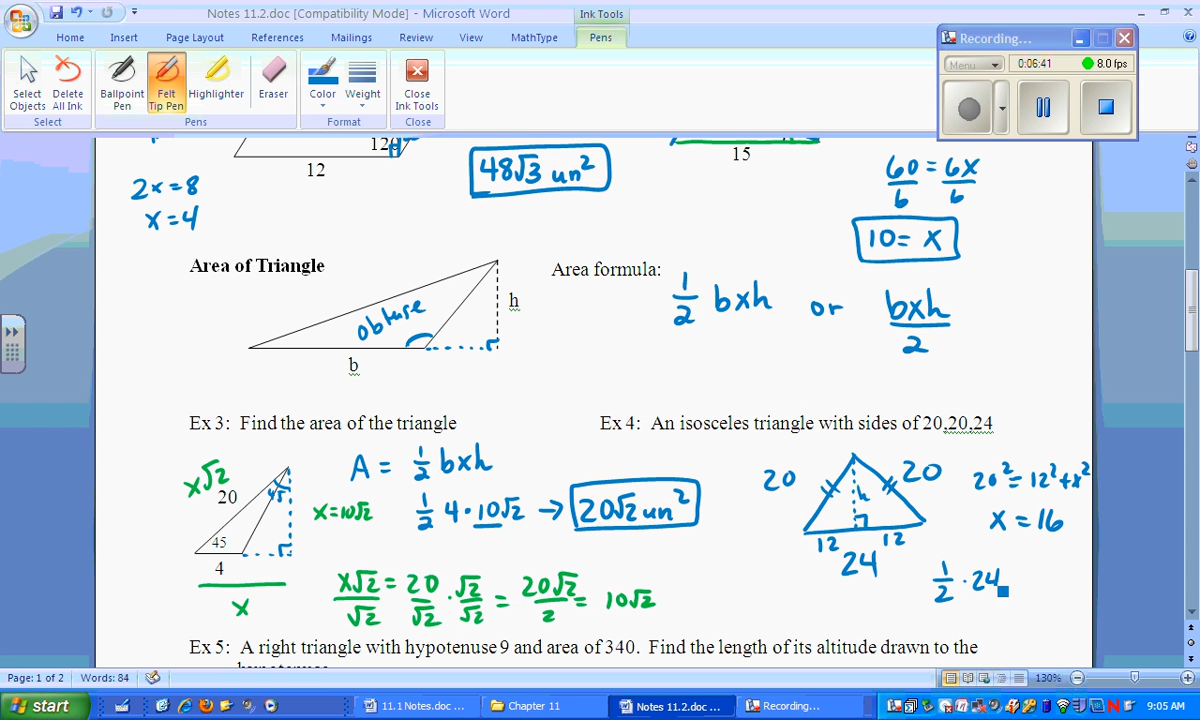 Notes 11.2.doc [Compatibility Mode] - Microsoft Word
Ink Tools
Home Insert Page Layout References Mailings Review View MathType Pens
Select Objects
Delete All Ink
Ballpoint Pen
Felt Tip Pen
Highlighter
Eraser
Color
Weight
Close Ink Tools
Select Pens Format Close
Recording...
Menu 0:06:41 8.0 fps
12
48√3 un²
15
2x=8
x=4
60 = 6x
6 6
10= x
Area of Triangle
obtuse
h
b
Area formula:
1/2 bxh or bxh/2
Ex 3: Find the area of the triangle
x√2
20
45
45
4
x
A = 1/2 bxh
x=10√2
1/2 4 · 10√2 → 20√2 un²
x√2/√2 = 20/√2 · √2/√2 = 20√2/2 = 10√2
Ex 4: An isosceles triangle with sides of 20,20,24
20 20
h
12 12
24
20² = 12² + x²
x = 16
1/2 · 24
Ex 5: A right triangle with hypotenuse 9 and area of 340. Find the length of its altitude drawn to the
Page: 1 of 2 Words: 84 130%
start 11.1 Notes.doc ... Chapter 11 Notes 11.2.doc ... Recording... 9:05 AM